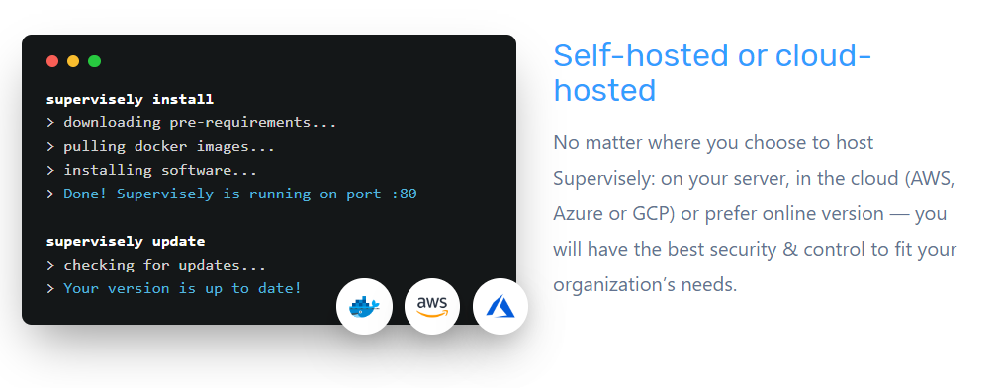 supervisely install
> downloading pre-requirements...
> pulling docker images...
> installing software...
> Done! Supervisely is running on port :80
supervisely update
> checking for updates...
> Your version is up to date!
aws
Self-hosted or cloud-
hosted
No matter where you choose to host
Supervisely: on your server, in the cloud (AWS,
Azure or GCP) or prefer online version — you
will have the best security & control to fit your
organization’s needs.